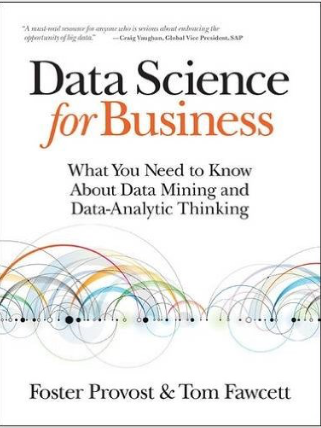 "A must-read resource for anyone who is serious about embracing the
opportunity of big data."   —Craig Vaughan, Global Vice President, SAP
Data Science
for Business
What You Need to Know
About Data Mining and
Data-Analytic Thinking
Foster Provost & Tom Fawcett